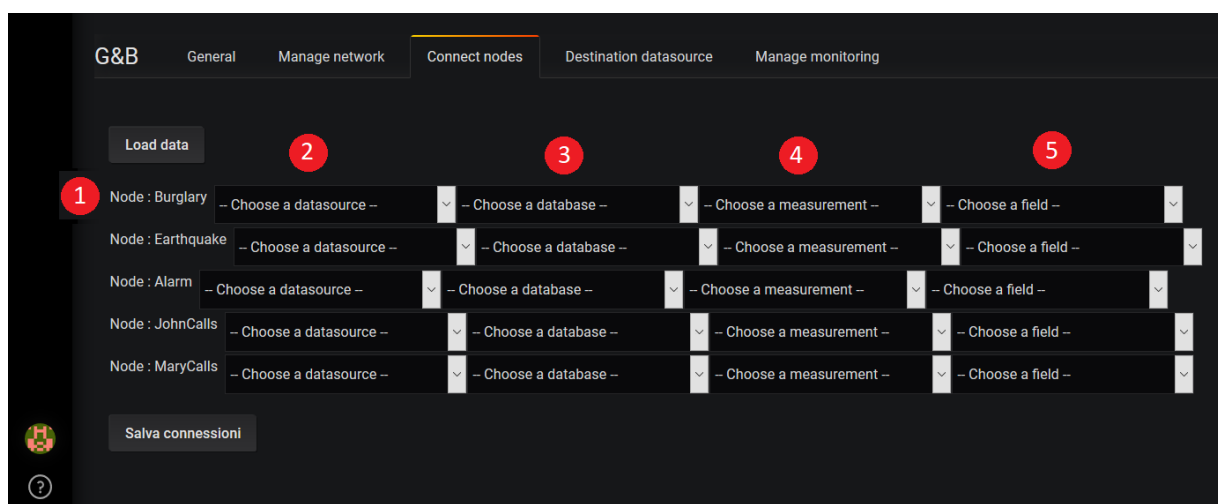 G&B General Manage network Connect nodes Destination datasource Manage monitoring
Load data
2 3 4 5
1 Node : Burglary -- Choose a datasource -- -- Choose a database -- -- Choose a measurement -- -- Choose a field --
Node : Earthquake -- Choose a datasource -- -- Choose a database -- -- Choose a measurement -- -- Choose a field --
Node : Alarm -- Choose a datasource -- -- Choose a database -- -- Choose a measurement -- -- Choose a field --
Node : JohnCalls -- Choose a datasource -- -- Choose a database -- -- Choose a measurement -- -- Choose a field --
Node : MaryCalls -- Choose a datasource -- -- Choose a database -- -- Choose a measurement -- -- Choose a field --
Salva connessioni
?